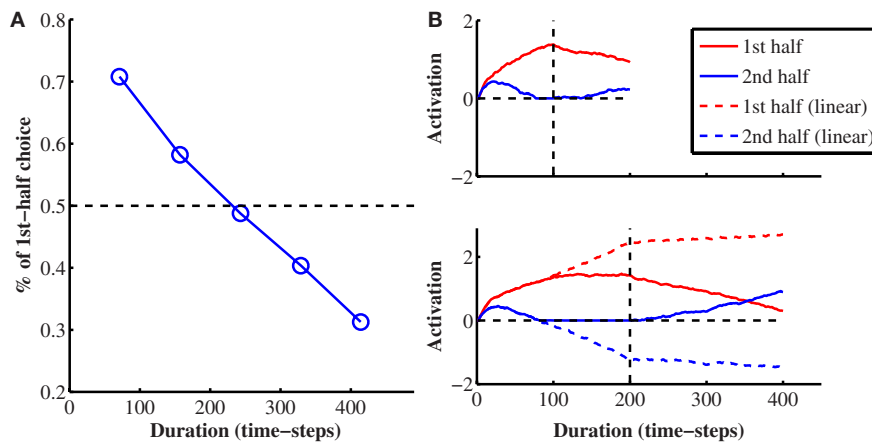 A
% of 1st−half choice
0.8
0.7
0.6
0.5
0.4
0.3
0.2
0 100 200 300 400
Duration (time−steps)
B
Activation
2
0
−2
1st half
2nd half
1st half (linear)
2nd half (linear)
Activation
2
0
−2
0 100 200 300 400
Duration (time−steps)